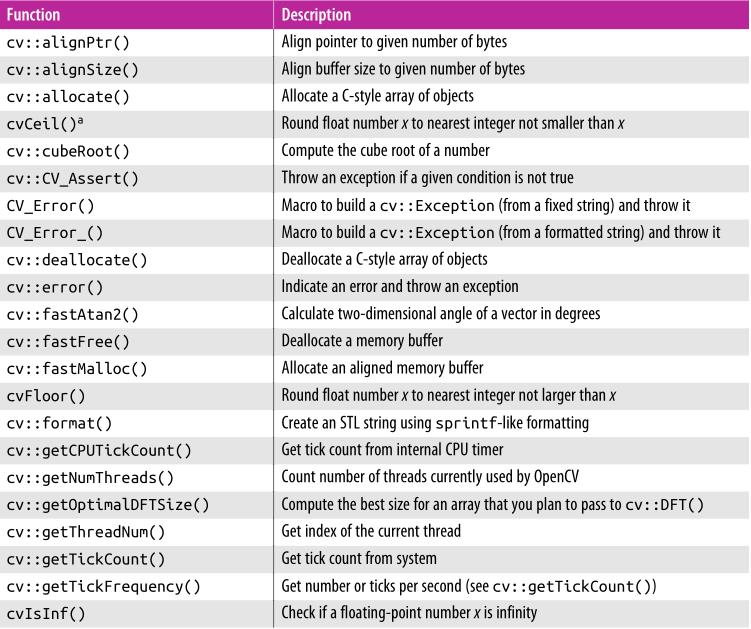 Function Description
cv::alignPtr() Align pointer to given number of bytes
cv::alignSize() Align buffer size to given number of bytes
cv::allocate() Allocate a C-style array of objects
cvCeil()a Round float number x to nearest integer not smaller than x
cv::cubeRoot() Compute the cube root of a number
cv::CV_Assert() Throw an exception if a given condition is not true
CV_Error() Macro to build a cv::Exception (from a fixed string) and throw it
CV_Error_() Macro to build a cv::Exception (from a formatted string) and throw it
cv::deallocate() Deallocate a C-style array of objects
cv::error() Indicate an error and throw an exception
cv::fastAtan2() Calculate two-dimensional angle of a vector in degrees
cv::fastFree() Deallocate a memory buffer
cv::fastMalloc() Allocate an aligned memory buffer
cvFloor() Round float number x to nearest integer not larger than x
cv::format() Create an STL string using sprintf-like formatting
cv::getCPUTickCount() Get tick count from internal CPU timer
cv::getNumThreads() Count number of threads currently used by OpenCV
cv::getOptimalDFTSize() Compute the best size for an array that you plan to pass to cv::DFT()
cv::getThreadNum() Get index of the current thread
cv::getTickCount() Get tick count from system
cv::getTickFrequency() Get number or ticks per second (see cv::getTickCount())
cvIsInf() Check if a floating-point number x is infinity